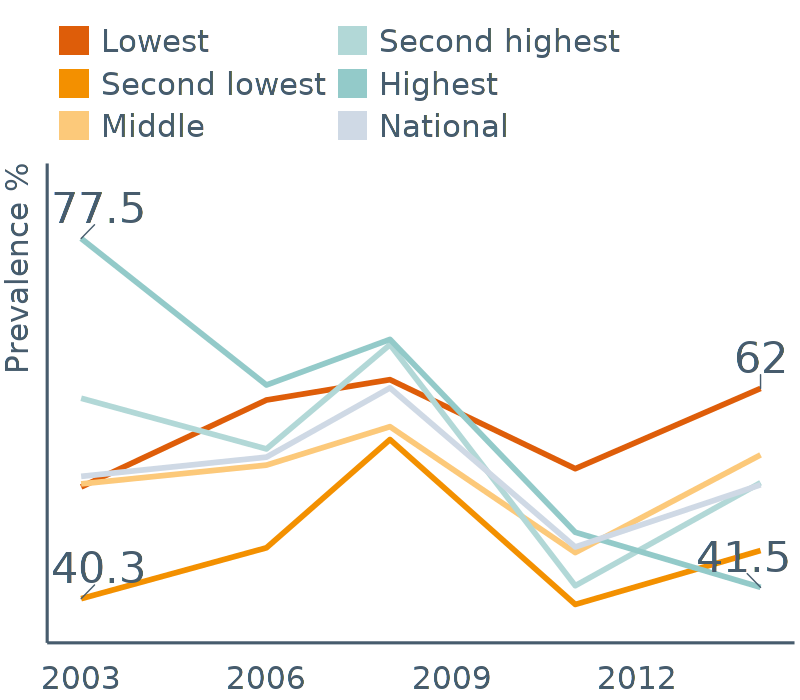 Lowest
Second lowest
Middle
Second highest
Highest
National
Prevalence %
77.5
40.3
62
41.5
2003
2006
2009
2012